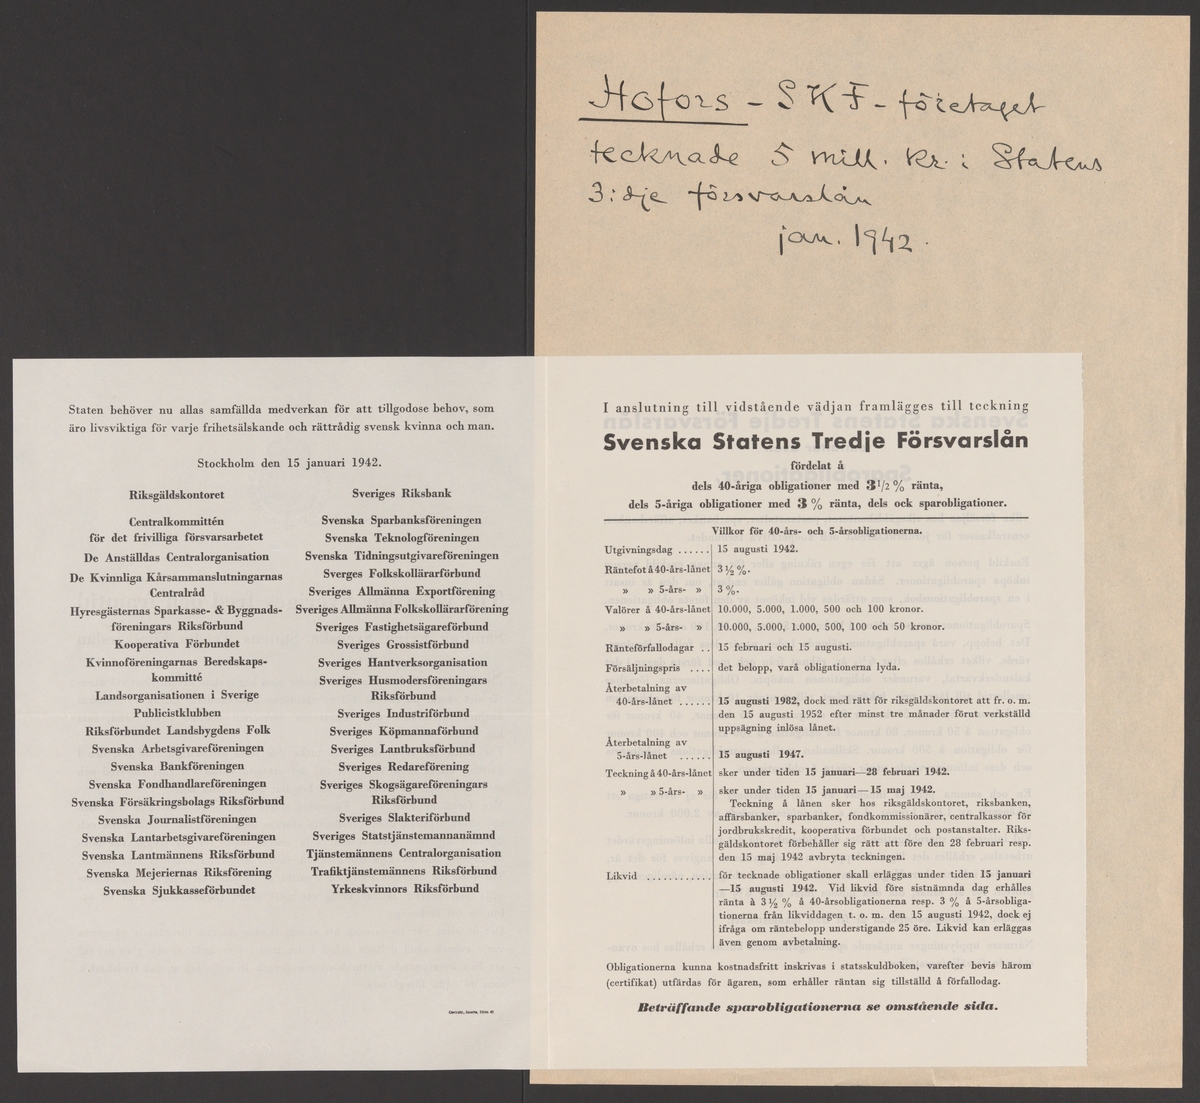 Hofors - SKF - företaget
tecknade 5 mill. kr. i Statens
3:dje försvarslån
jan. 1942.
Staten behöver nu allas samfällda medverkan för att tillgodose behov, som
äro livsviktiga för varje frihetsälskande och rättrådig svensk kvinna och man.
Stockholm den 15 januari 1942.
Riksgäldskontoret
Centralkommittén
för det frivilliga försvarsarbetet
De Anställdas Centralorganisation
De Kvinnliga Kårsammanslutningarnas
Centralråd
Hyresgästernas Sparkasse- & Byggnads-
föreningars Riksförbund
Kooperativa Förbundet
Kvinnoföreningarnas Beredskaps-
kommitté
Landsorganisationen i Sverige
Publicistklubben
Riksförbundet Landsbygdens Folk
Svenska Arbetsgivareföreningen
Svenska Bankföreningen
Svenska Fondhandlareföreningen
Svenska Försäkringsbolags Riksförbund
Svenska Journalistföreningen
Svenska Lantarbetsgivareföreningen
Svenska Lantmännens Riksförbund
Svenska Mejeriernas Riksförening
Svenska Sjukkasseförbundet
Sveriges Riksbank
Svenska Sparbanksföreningen
Svenska Teknologföreningen
Svenska Tidningsutgivareföreningen
Sverges Folkskollärarförbund
Sveriges Allmänna Exportförening
Sveriges Allmänna Folkskollärarförening
Sveriges Fastighetsägareförbund
Sveriges Grossistförbund
Sveriges Hantverksorganisation
Sveriges Husmodersföreningars
Riksförbund
Sveriges Industriförbund
Sveriges Köpmannaförbund
Sveriges Lantbruksförbund
Sveriges Redareförening
Sveriges Skogsägareföreningars
Riksförbund
Sveriges Slakteriförbund
Sveriges Statstjänstemannanämnd
Tjänstemännens Centralorganisation
Trafiktjänstemännens Riksförbund
Yrkeskvinnors Riksförbund
I anslutning till vidstående vädjan framlägges till teckning
Svenska Statens Tredje Försvarslån
fördelat å
dels 40-åriga obligationer med 3 1/2 % ränta,
dels 5-åriga obligationer med 3 % ränta, dels ock sparobligationer.
Villkor för 40-års- och 5-årsobligationerna.
Utgivningsdag ...... 15 augusti 1942.
Räntefot å 40-års-lånet 3 ½ %.
» » 5-års- » 3 %.
Valörer å 40-års-lånet 10.000, 5.000, 1.000, 500 och 100 kronor.
» » 5-års- » 10.000, 5.000, 1.000, 500, 100 och 50 kronor.
Ränteförfallodagar .. 15 februari och 15 augusti.
Försäljningspris .... det belopp, varå obligationerna lyda.
Återbetalning av
40-års-lånet ...... 15 augusti 1982, dock med rätt för riksgäldskontoret att fr. o. m.
den 15 augusti 1952 efter minst tre månader förut verkställd
uppsägning inlösa lånet.
Återbetalning av
5-års-lånet ...... 15 augusti 1947.
Teckning å 40-års-lånet sker under tiden 15 januari—28 februari 1942.
» » 5-års- » sker under tiden 15 januari—15 maj 1942.
Teckning å lånen sker hos riksgäldskontoret, riksbanken,
affärsbanker, sparbanker, fondkommissionärer, centralkassor för
jordbrukskredit, kooperativa förbundet och postanstalter. Riks-
gäldskontoret förbehåller sig rätt att före den 28 februari resp.
den 15 maj 1942 avbryta teckningen.
Likvid ............ för tecknade obligationer skall erläggas under tiden 15 januari
—15 augusti 1942. Vid likvid före sistnämnda dag erhålles
ränta å 3 ½ % å 40-årsobligationerna resp. 3 % å 5-årsobliga-
tionerna från likviddagen t. o. m. den 15 augusti 1942, dock ej
ifråga om räntebelopp understigande 25 öre. Likvid kan erläggas
även genom avbetalning.
Obligationerna kunna kostnadsfritt inskrivas i statsskuldboken, varefter bevis härom
(certifikat) utfärdas för ägaren, som erhåller räntan sig tillställd å förfallodag.
Beträffande sparobligationerna se omstående sida.